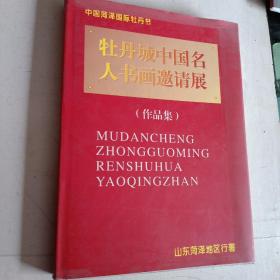 中国菏泽国际牡丹节
牡丹城中国名
人书画邀请展
(作品集)
MUDANCHENG
ZHONGGUOMING
RENSHUHUA
YAOQINGZHAN
山东菏泽地区行署